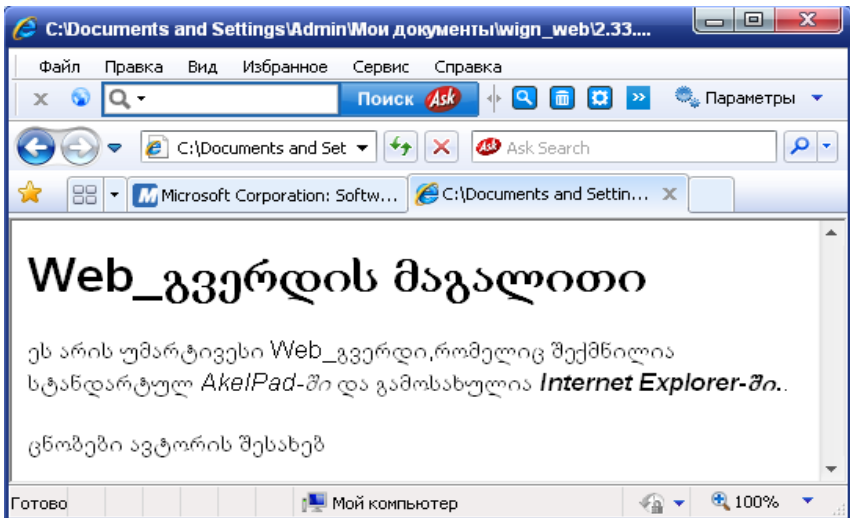 C:\Documents and Settings\Admin\Мои документы\wign_web\2.33....
Файл Правка Вид Избранное Сервис Справка
Поиск Ask Параметры
C:\Documents and Set Ask Search
Microsoft Corporation: Softw... C:\Documents and Settin...
Web_გვერდის მაგალითი
ეს არის უმარტივესი Web_გვერდი,რომელიც შექმნილია
სტანდარტულ AkelPad-ში და გამოსახულია Internet Explorer-ში..
ცნობები ავტორის შესახებ
Готово Мой компьютер 100%